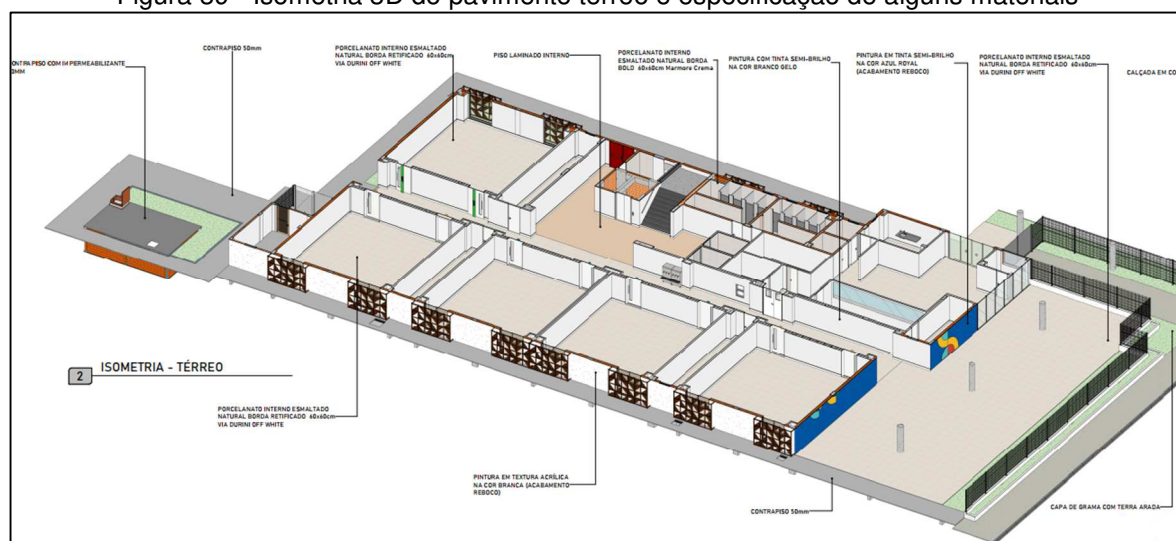 Isometria 3D do pavimento térreo e especificação de alguns materiais
CONTRAPISO 50mm
PORCELANATO INTERNO ESMALTADO
NATURAL BORDA RETIFICADO 60x60cm
VIA DURINI OFF WHITE
PISO LAMINADO INTERNO
PORCELANATO INTERNO
ESMALTADO NATURAL BORDA
BOLD 60x60cm Marmore Crema
PINTURA COM TINTA SEMI-BRILHO
NA COR BRANCO GELO
PINTURA EM TINTA SEMI-BRILHO
NA COR AZUL ROYAL
(ACABAMENTO REBOCO)
PORCELANATO INTERNO ESMALTADO
NATURAL BORDA RETIFICADO 60x60cm
VIA DURINI OFF WHITE
CALÇADA EM CO
ONTRAPISO COM IMPERMEABILIZANTE
0MM
2
ISOMETRIA - TÉRREO
PORCELANATO INTERNO ESMALTADO
NATURAL BORDA RETIFICADO 60x60cm
VIA DURINI OFF WHITE
PINTURA EM TEXTURA ACRÍLICA
NA COR BRANCA (ACABAMENTO
REBOCO)
CONTRAPISO 50mm
CAPA DE GRAMA COM TERRA ARADA